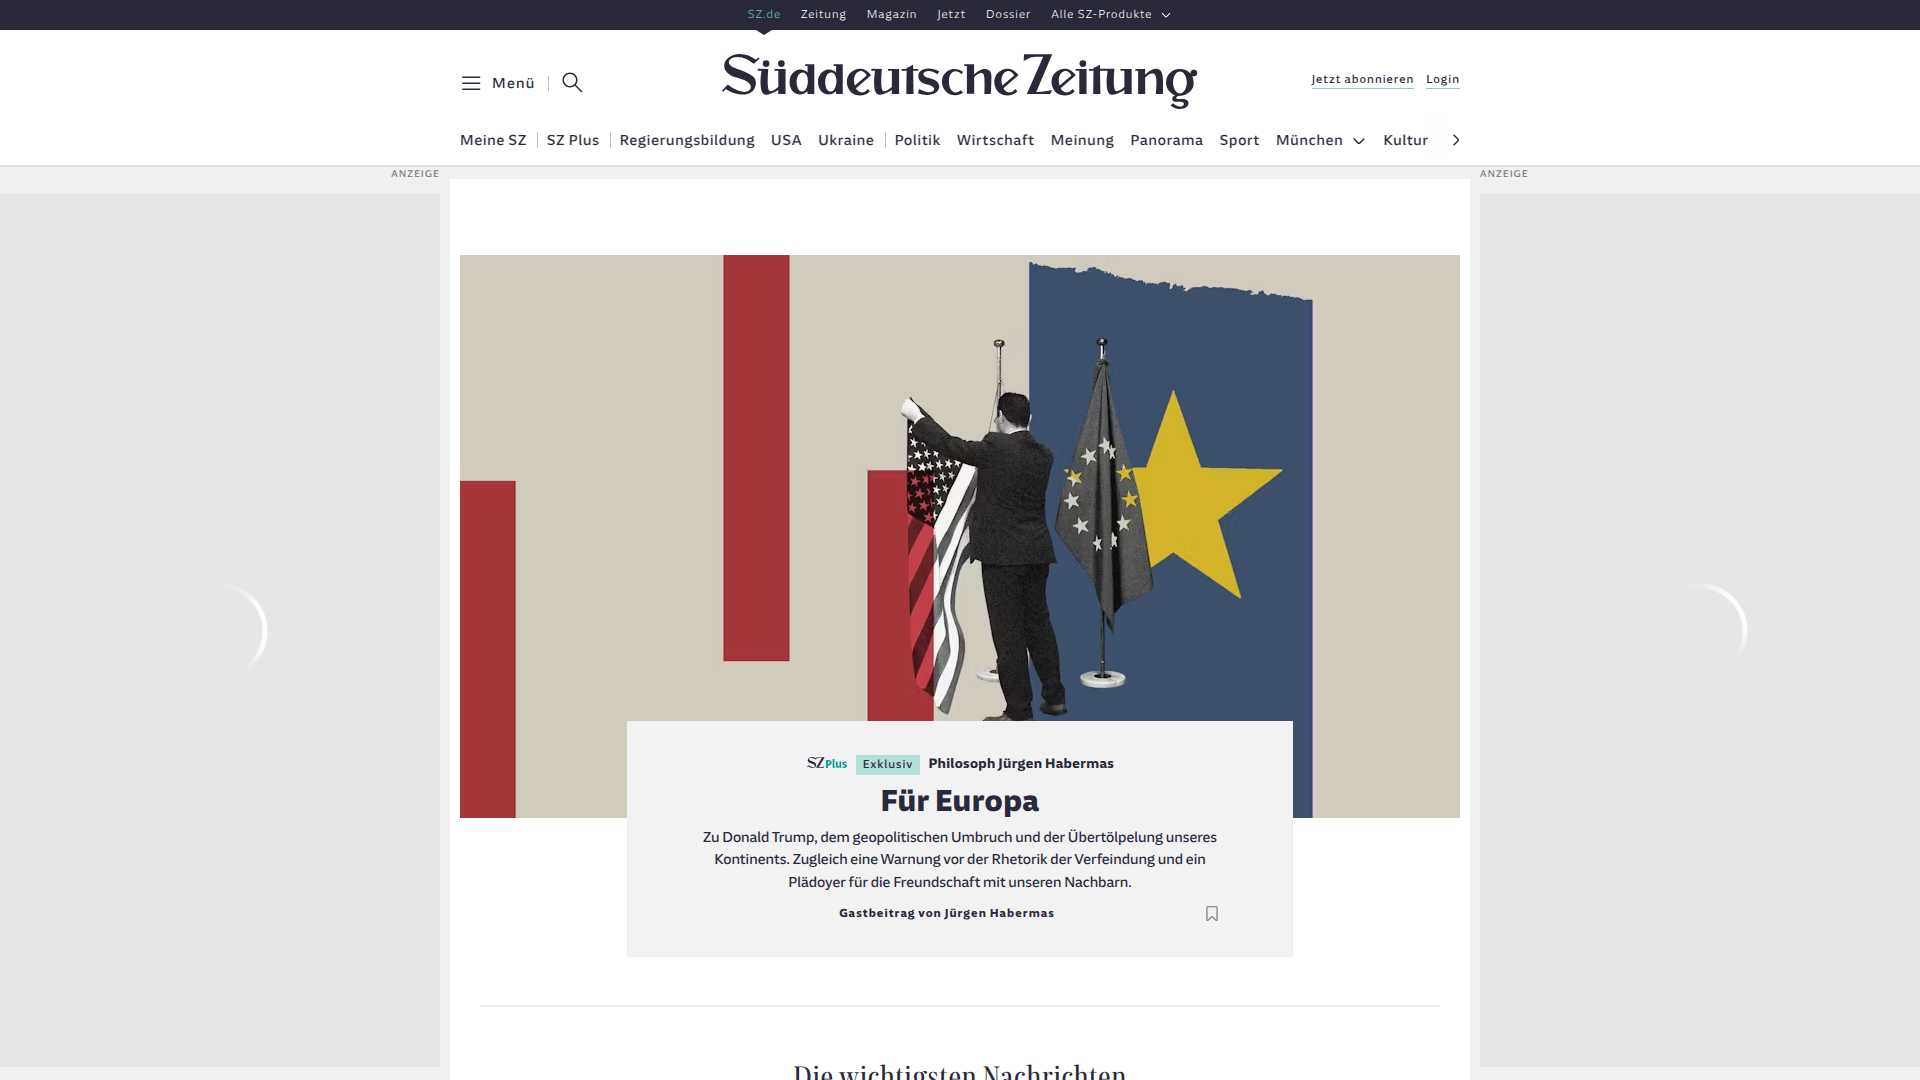 SZ.de Zeitung Magazin Jetzt Dossier Alle SZ-Produkte
Menü
Süddeutsche Zeitung
Jetzt abonnieren Login
Meine SZ SZ Plus Regierungsbildung USA Ukraine Politik Wirtschaft Meinung Panorama Sport München Kultur
ANZEIGE
ANZEIGE
SZ Plus Exklusiv Philosoph Jürgen Habermas
Für Europa
Zu Donald Trump, dem geopolitischen Umbruch und der Übertölpelung unseres
Kontinents. Zugleich eine Warnung vor der Rhetorik der Verfeindung und ein
Plädoyer für die Freundschaft mit unseren Nachbarn.
Gastbeitrag von Jürgen Habermas
Die wichtigsten Nachrichten